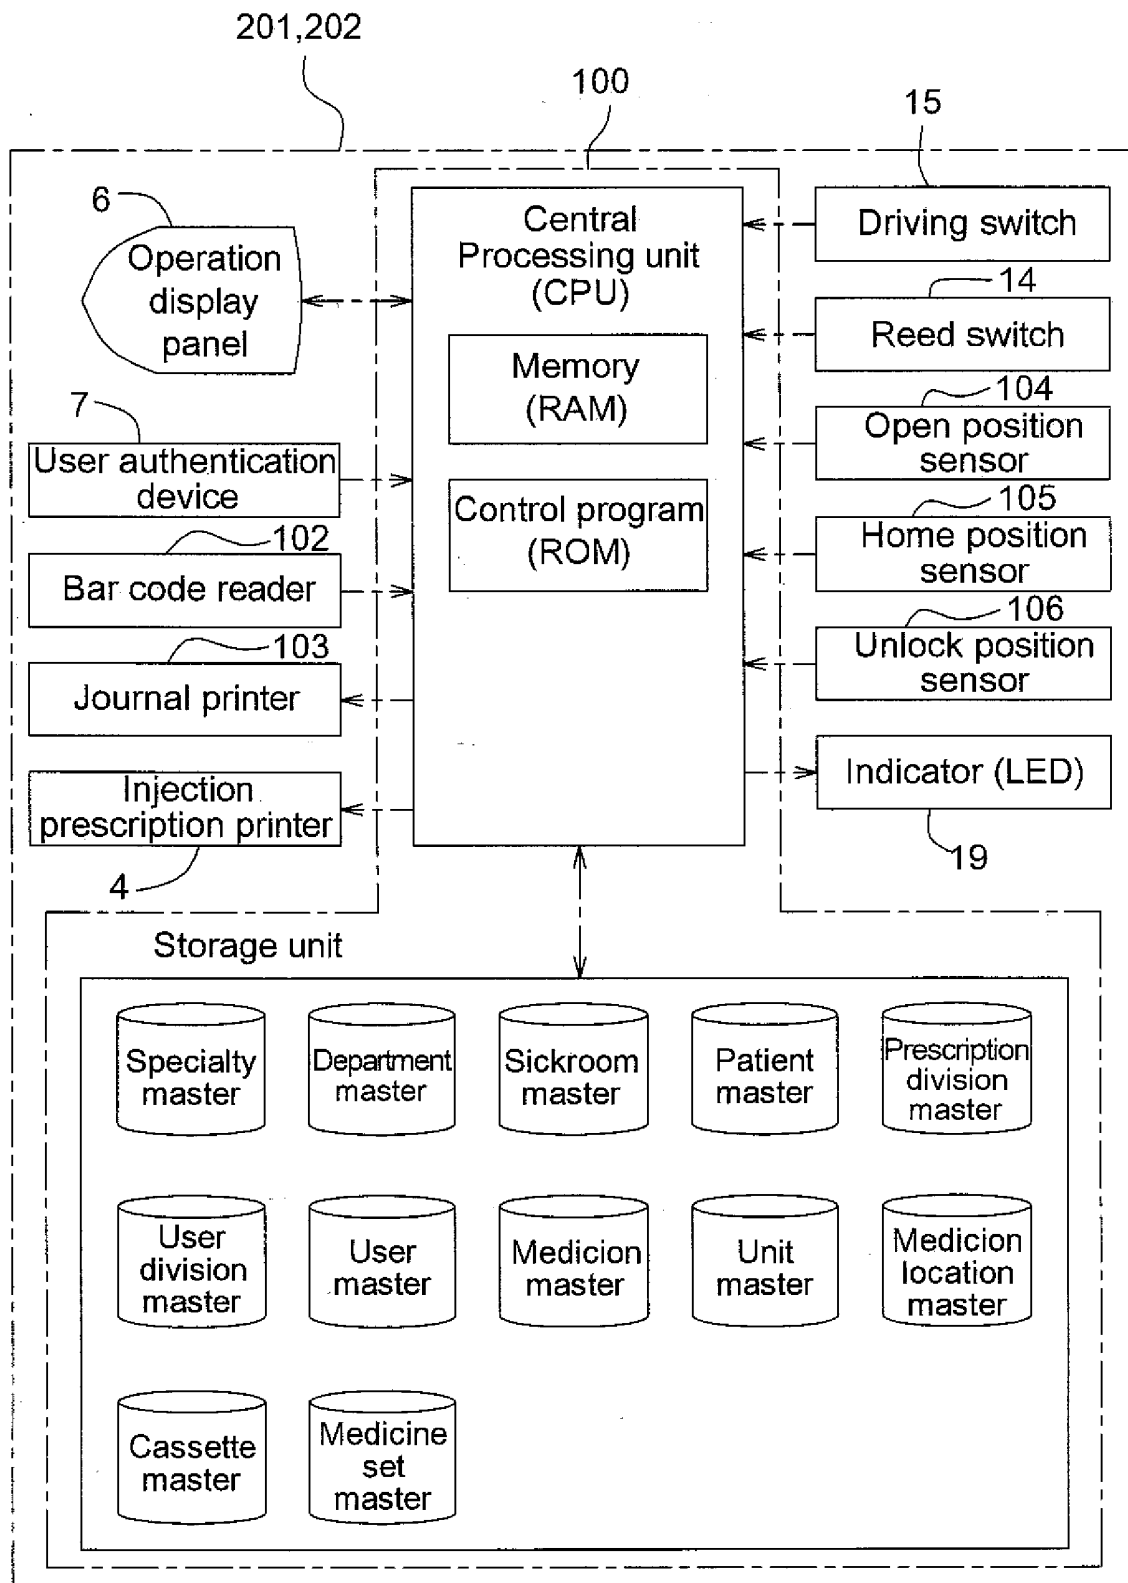 201,202
100
15
6
Operation
display
panel
Central
Processing unit
(CPU)
Memory
(RAM)
Control program
(ROM)
Driving switch
14
Reed switch
104
Open position
sensor
105
Home position
sensor
106
Unlock position
sensor
Indicator (LED)
19
7
User authentication
device
102
Bar code reader
103
Journal printer
Injection
prescription printer
4
Storage unit
Specialty
master
Department
master
Sickroom
master
Patient
master
Prescription
division
master
User
division
master
User
master
Medicion
master
Unit
master
Medicion
location
master
Cassette
master
Medicine
set
master